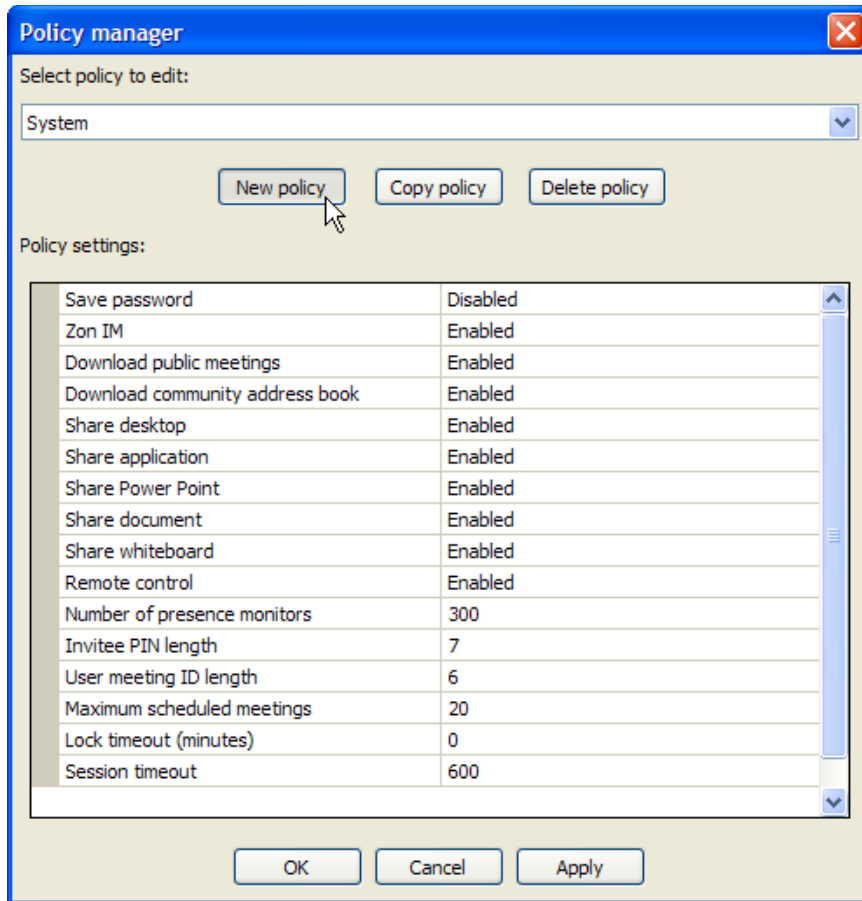 Policy manager
Select policy to edit:
System
New policy Copy policy Delete policy
Policy settings:
Save password Disabled
Zon IM Enabled
Download public meetings Enabled
Download community address book Enabled
Share desktop Enabled
Share application Enabled
Share Power Point Enabled
Share document Enabled
Share whiteboard Enabled
Remote control Enabled
Number of presence monitors 300
Invitee PIN length 7
User meeting ID length 6
Maximum scheduled meetings 20
Lock timeout (minutes) 0
Session timeout 600
OK Cancel Apply